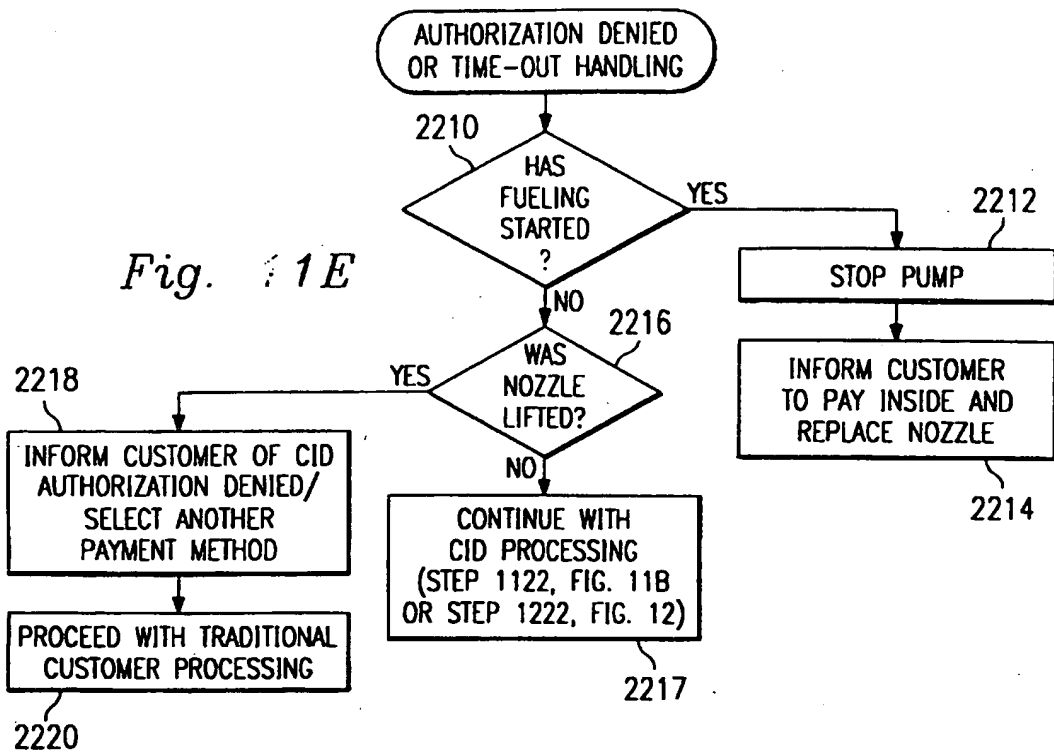 AUTHORIZATION DENIED
OR TIME-OUT HANDLING
2210
HAS
FUELING
STARTED
?
YES
2212
STOP PUMP
Fig. 11E
NO
2216
WAS
NOZZLE
LIFTED?
YES
INFORM CUSTOMER
TO PAY INSIDE AND
REPLACE NOZZLE
2214
2218
INFORM CUSTOMER OF CID
AUTHORIZATION DENIED/
SELECT ANOTHER
PAYMENT METHOD
NO
CONTINUE WITH
CID PROCESSING
(STEP 1122, FIG. 11B
OR STEP 1222, FIG. 12)
2217
PROCEED WITH TRADITIONAL
CUSTOMER PROCESSING
2220